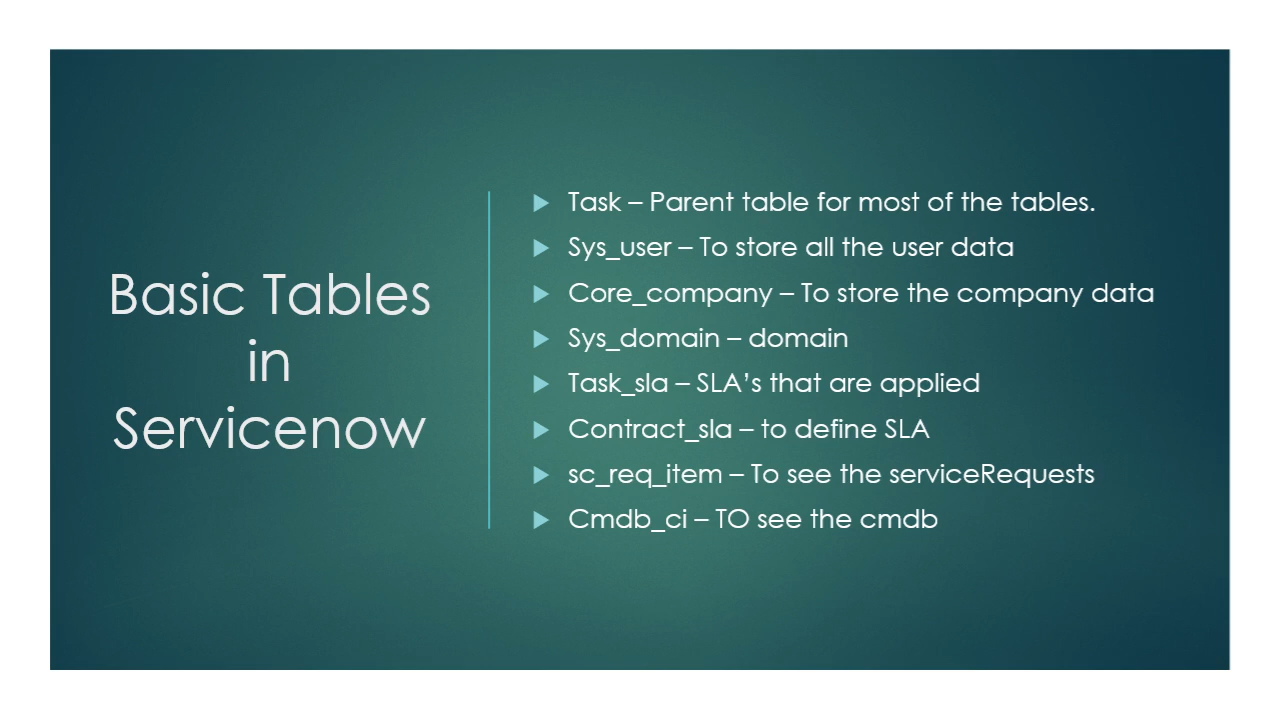 Basic Tables
in
Servicenow
Task – Parent table for most of the tables.
Sys_user – To store all the user data
Core_company – To store the company data
Sys_domain – domain
Task_sla – SLA’s that are applied
Contract_sla – to define SLA
sc_req_item – To see the serviceRequests
Cmdb_ci – TO see the cmdb